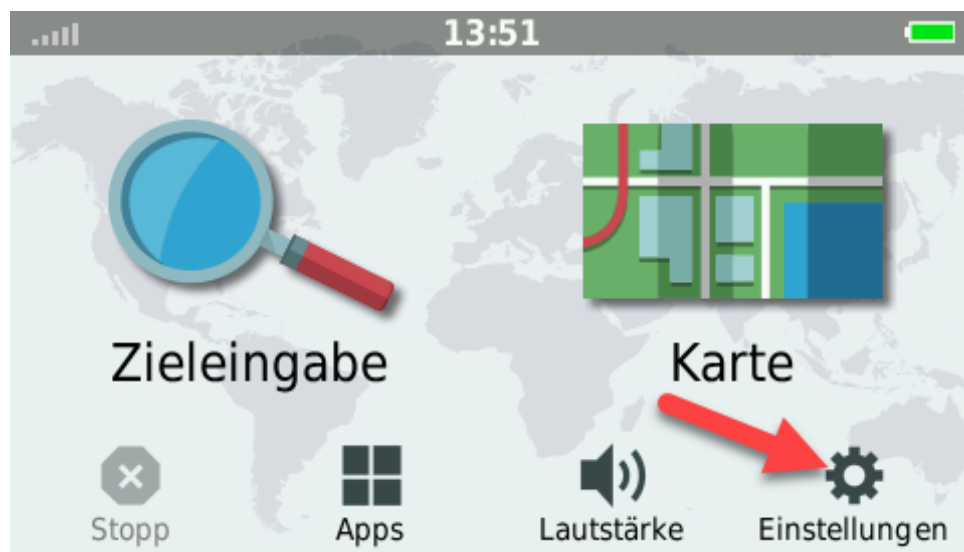 13:51
Zieleingabe
Karte
Stopp
Apps
Lautstärke
Einstellungen